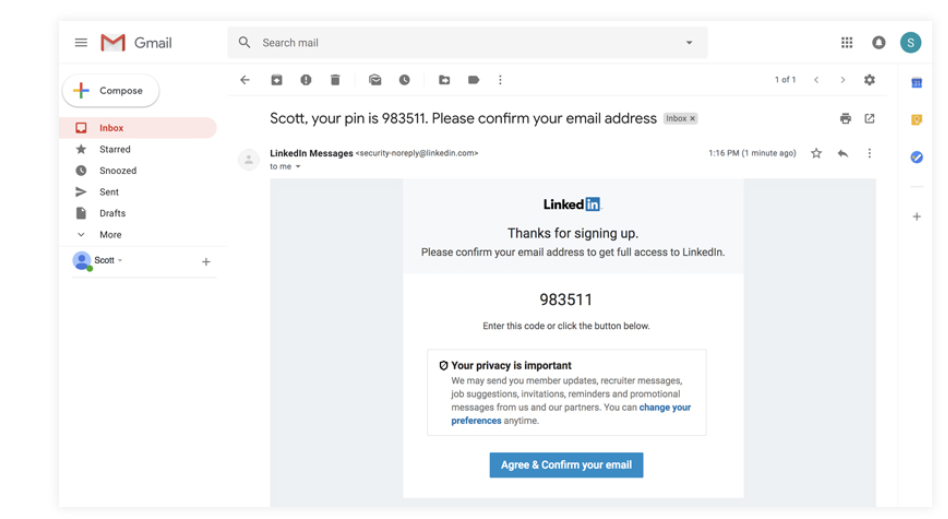 Gmail
Search mail
S
Compose
1 of 1
Inbox
Starred
Snoozed
Sent
Drafts
More
Scott
Scott, your pin is 983511. Please confirm your email address Inbox x
LinkedIn Messages <security-noreply@linkedin.com> 1:16 PM (1 minute ago)
to me
Linked in
Thanks for signing up.
Please confirm your email address to get full access to LinkedIn.
983511
Enter this code or click the button below.
Your privacy is important
We may send you member updates, recruiter messages,
job suggestions, invitations, reminders and promotional
messages from us and our partners. You can change your
preferences anytime.
Agree & Confirm your email